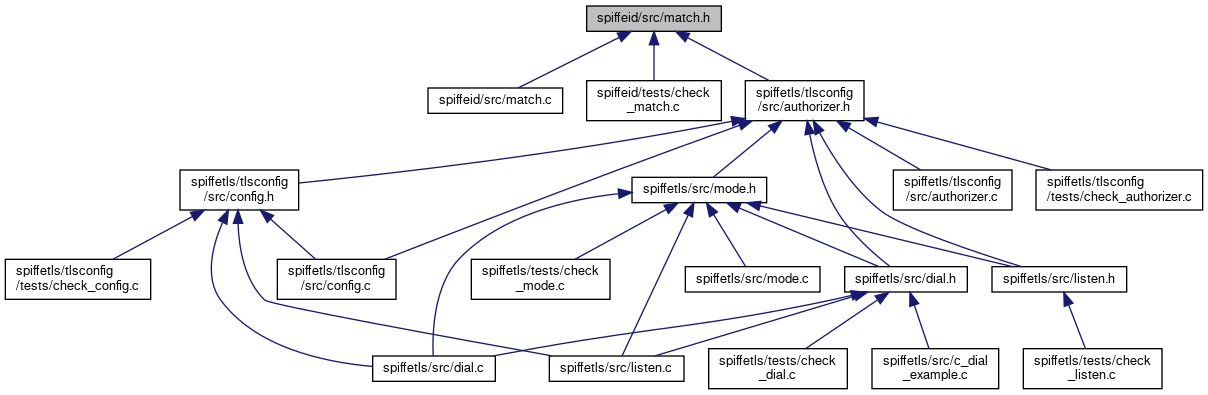 spiffeid/src/match.h
spiffeid/src/match.c
spiffeid/tests/check
_match.c
spiffetls/tlsconfig
/src/authorizer.h
spiffetls/tlsconfig
/src/config.h
spiffetls/src/mode.h
spiffetls/tlsconfig
/src/authorizer.c
spiffetls/tlsconfig
/tests/check_authorizer.c
spiffetls/tlsconfig
/tests/check_config.c
spiffetls/tlsconfig
/src/config.c
spiffetls/tests/check
_mode.c
spiffetls/src/mode.c
spiffetls/src/dial.h
spiffetls/src/listen.h
spiffetls/src/dial.c
spiffetls/src/listen.c
spiffetls/tests/check
_dial.c
spiffetls/src/c_dial
_example.c
spiffetls/tests/check
_listen.c